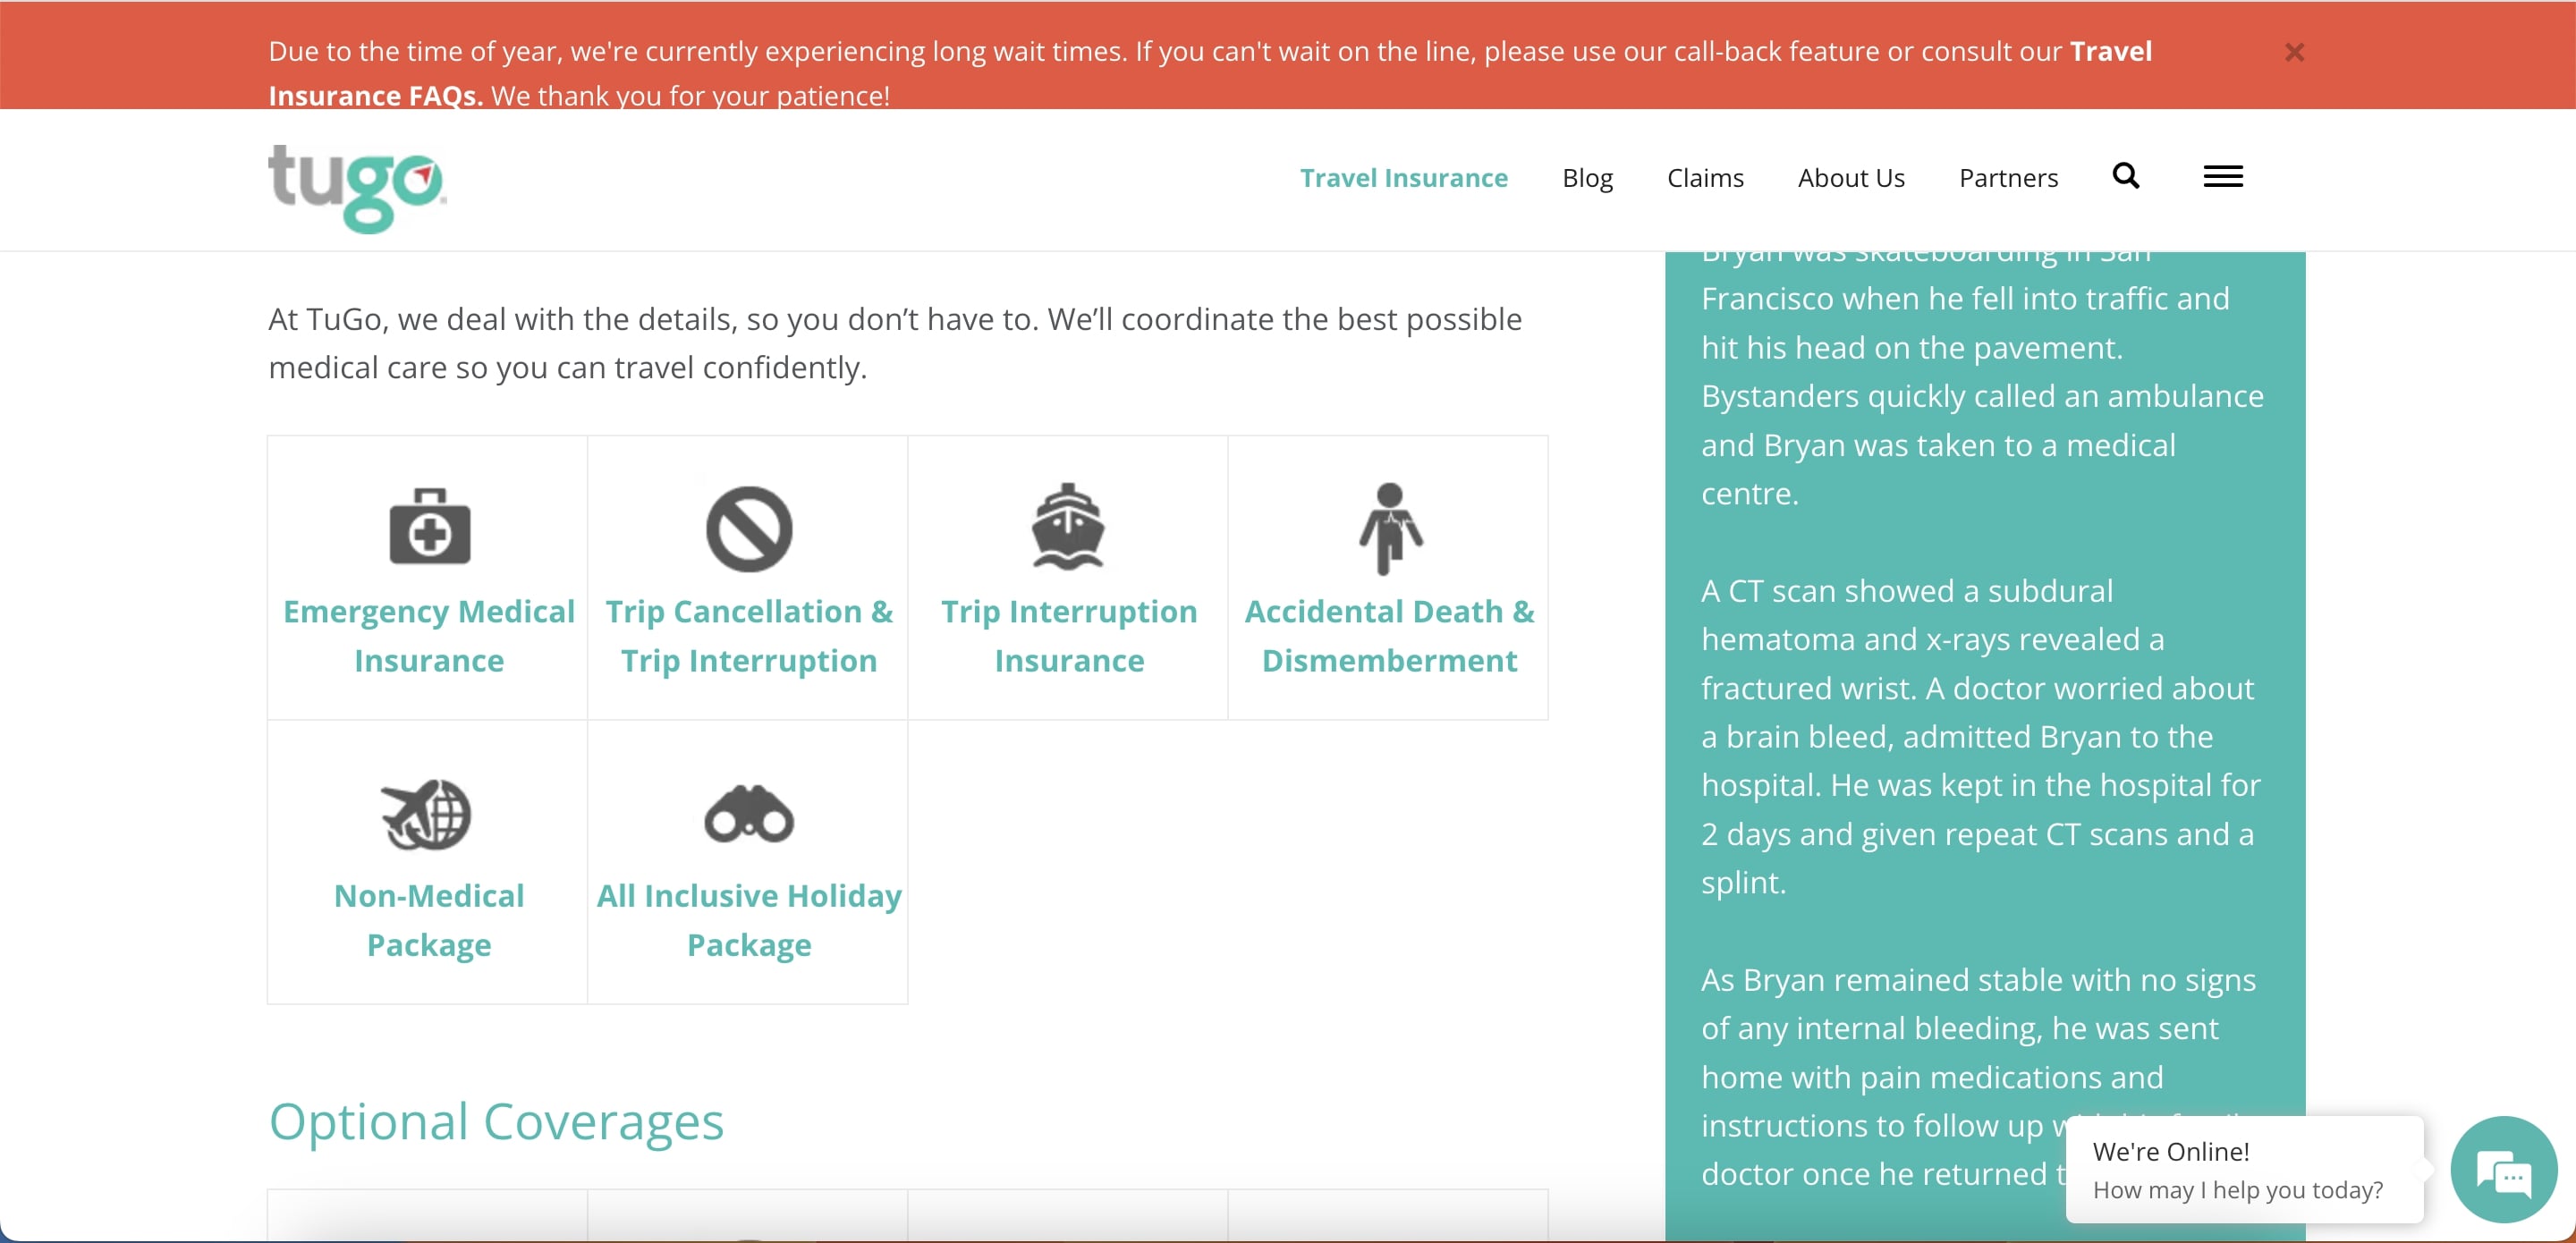 Due to the time of year, we're currently experiencing long wait times. If you can't wait on the line, please use our call-back feature or consult our Travel
Insurance FAQs. We thank you for your patience!
tugo
Travel Insurance
Blog
Claims
About Us
Partners
At TuGo, we deal with the details, so you don’t have to. We’ll coordinate the best possible
medical care so you can travel confidently.
Emergency Medical
Insurance
Trip Cancellation &
Trip Interruption
Trip Interruption
Insurance
Accidental Death &
Dismemberment
Non-Medical
Package
All Inclusive Holiday
Package
Optional Coverages
Bryan was skateboarding in San
Francisco when he fell into traffic and
hit his head on the pavement.
Bystanders quickly called an ambulance
and Bryan was taken to a medical
centre.
A CT scan showed a subdural
hematoma and x-rays revealed a
fractured wrist. A doctor worried about
a brain bleed, admitted Bryan to the
hospital. He was kept in the hospital for
2 days and given repeat CT scans and a
splint.
As Bryan remained stable with no signs
of any internal bleeding, he was sent
home with pain medications and
instructions to follow up
doctor once he returned
We're Online!
How may I help you today?